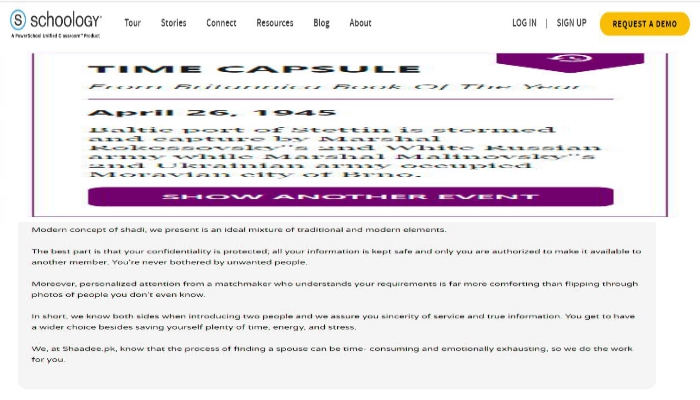 schoology
A PowerSchool Unified Classroom™ Product
Tour
Stories
Connect
Resources
Blog
About
LOG IN | SIGN UP
REQUEST A DEMO
TIME CAPSULE
From Britannica Book Of The Year
April 26, 1945
Baltic port of Stettin is stormed
and capture by Marshal
Rokossovsky"s 2nd White Russian
army while Marshal Malinovsky"s
2nd Ukrainian army occupied
Moravian city of Brno.
SHOW ANOTHER EVENT
Modern concept of shadi, we present is an ideal mixture of traditional and modern elements.
The best part is that your confidentiality is protected; all your information is kept safe and only you are authorized to make it available to
another member. You're never bothered by unwanted people.
Moreover, personalized attention from a matchmaker who understands your requirements is far more comforting than flipping through
photos of people you don't even know.
In short, we know both sides when introducing two people and we assure you sincerity of service and true information. You get to have
a wider choice besides saving yourself plenty of time, energy, and stress.
We, at Shaadee.pk, know that the process of finding a spouse can be time- consuming and emotionally exhausting, so we do the work
for you.